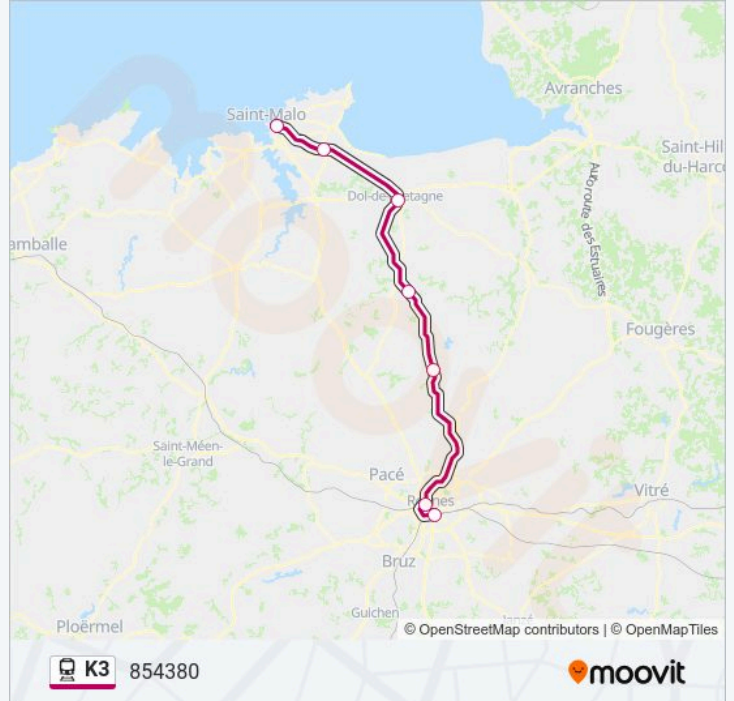 Avranches
Saint-Malo
Saint-Hil
du-Harc
Dol-de-Bretagne
Autoroute des Estuaires
amballe
Fougères
Saint-Méen-
le-Grand
Pacé
Rennes
Vitré
Bruz
Guichen
Ploërmel
© OpenStreetMap contributors | © OpenMapTiles
K3 854380
moovit